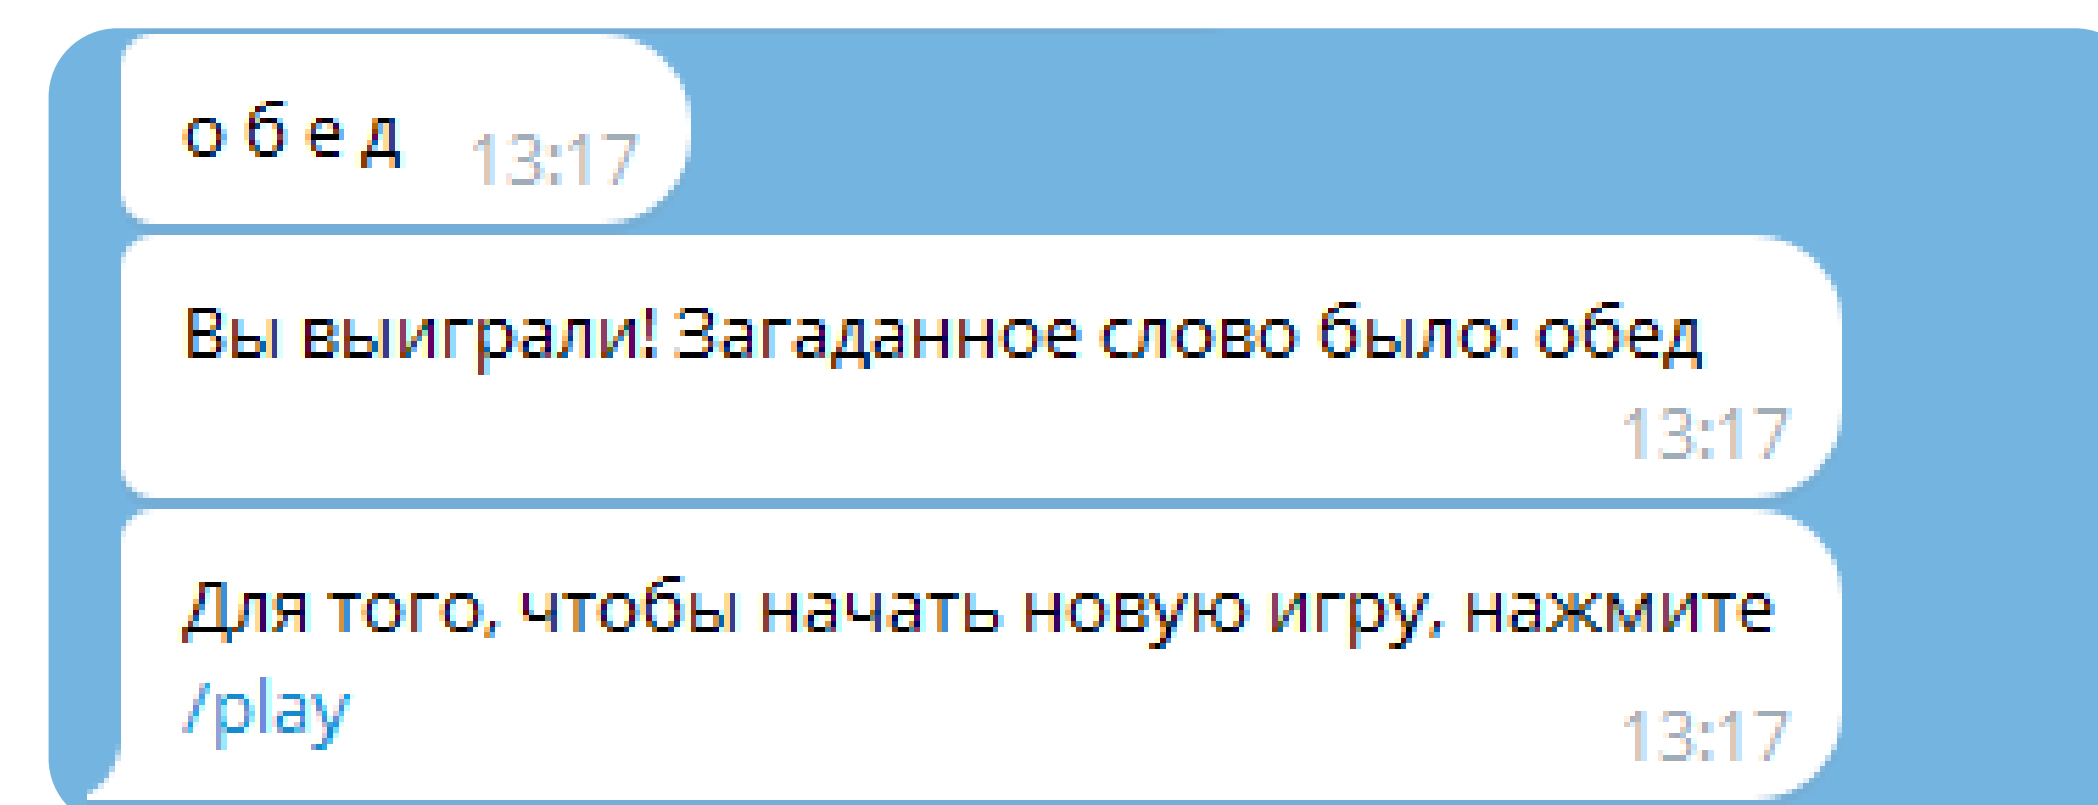 о б е д 13:17
Вы выиграли! Загаданное слово было: обед
13:17
Для того, чтобы начать новую игру, нажмите
/play 13:17